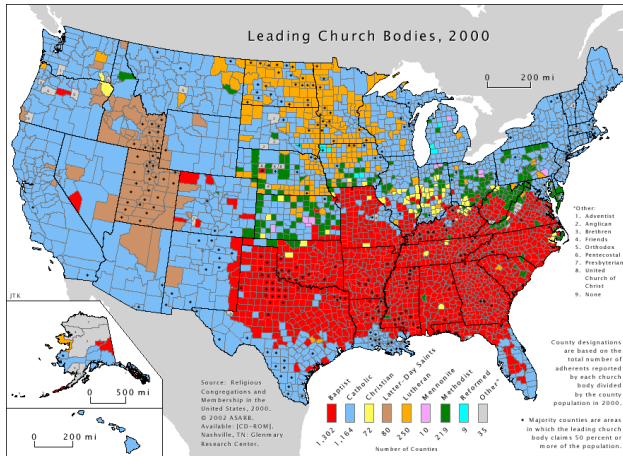 Leading Church Bodies, 2000
0 200 mi
*Other:
1. Adventist
2. Anglican
3. Brethren
4. Friends
5. Orthodox
6. Pentecostal
7. Presbyterian
8. United
Church of
Christ
9. None
JTK
0 500 mi
0 200 mi
Source: Religious
Congregations and
Membership in the
United States, 2000.
© 2002 ASARB.
Available: [CD-ROM].
Nashville, TN: Glenmary
Research Center.
Baptist
Catholic
Christian
Latter-Day Saints
Lutheran
Mennonite
Methodist
Reformed
Other*
1,302
1,164
72
80
250
10
219
9
35
Number of Counties
County designations
are based on the
total number of
adherents reported
by each church
body divided
by the county
population in 2000.
• Majority counties are areas
in which the leading church
body claims 50 percent or
more of the population.